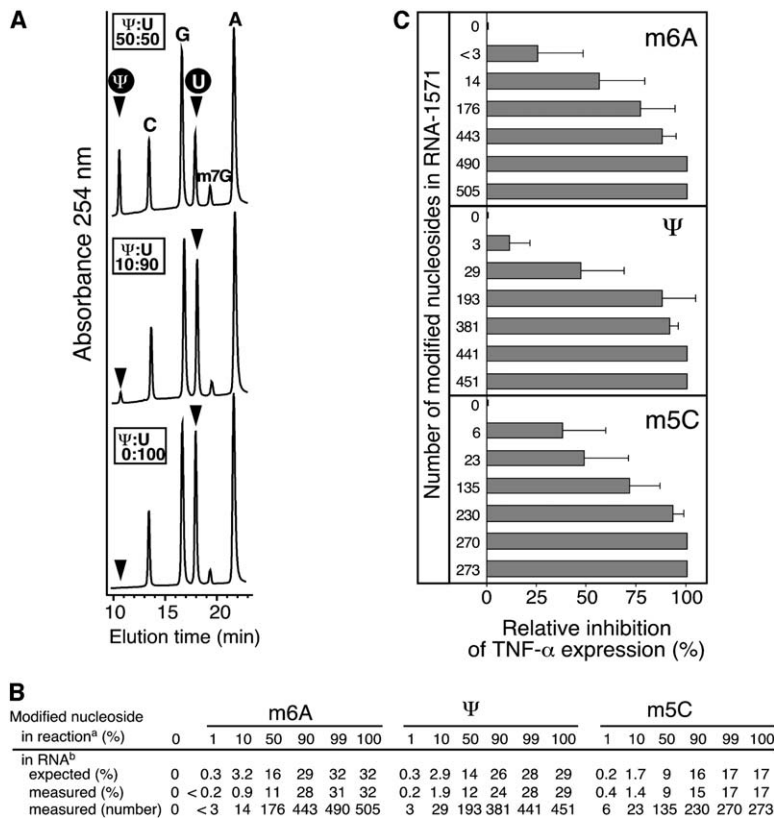 A
Absorbance 254 nm
Ψ:U
50:50
Ψ
C
G
U
m7G
A
Ψ:U
10:90
Ψ:U
0:100
10 15 20
Elution time (min)
C
Number of modified nucleosides in RNA-1571
m6A
0
<3
14
176
443
490
505
Ψ
0
3
29
193
381
441
451
m5C
0
6
23
135
230
270
273
0 25 50 75 100
Relative inhibition
of TNF-α expression (%)
B
Modified nucleoside m6A Ψ m5C
in reactionᵃ (%) 0 1 10 50 90 99 100 1 10 50 90 99 100 1 10 50 90 99 100
in RNAᵇ
expected (%) 0 0.3 3.2 16 29 32 32 0.3 2.9 14 26 28 29 0.2 1.7 9 16 17 17
measured (%) 0 <0.2 0.9 11 28 31 32 0.2 1.9 12 24 28 29 0.4 1.4 9 15 17 17
measured (number) 0 <3 14 176 443 490 505 3 29 193 381 441 451 6 23 135 230 270 273